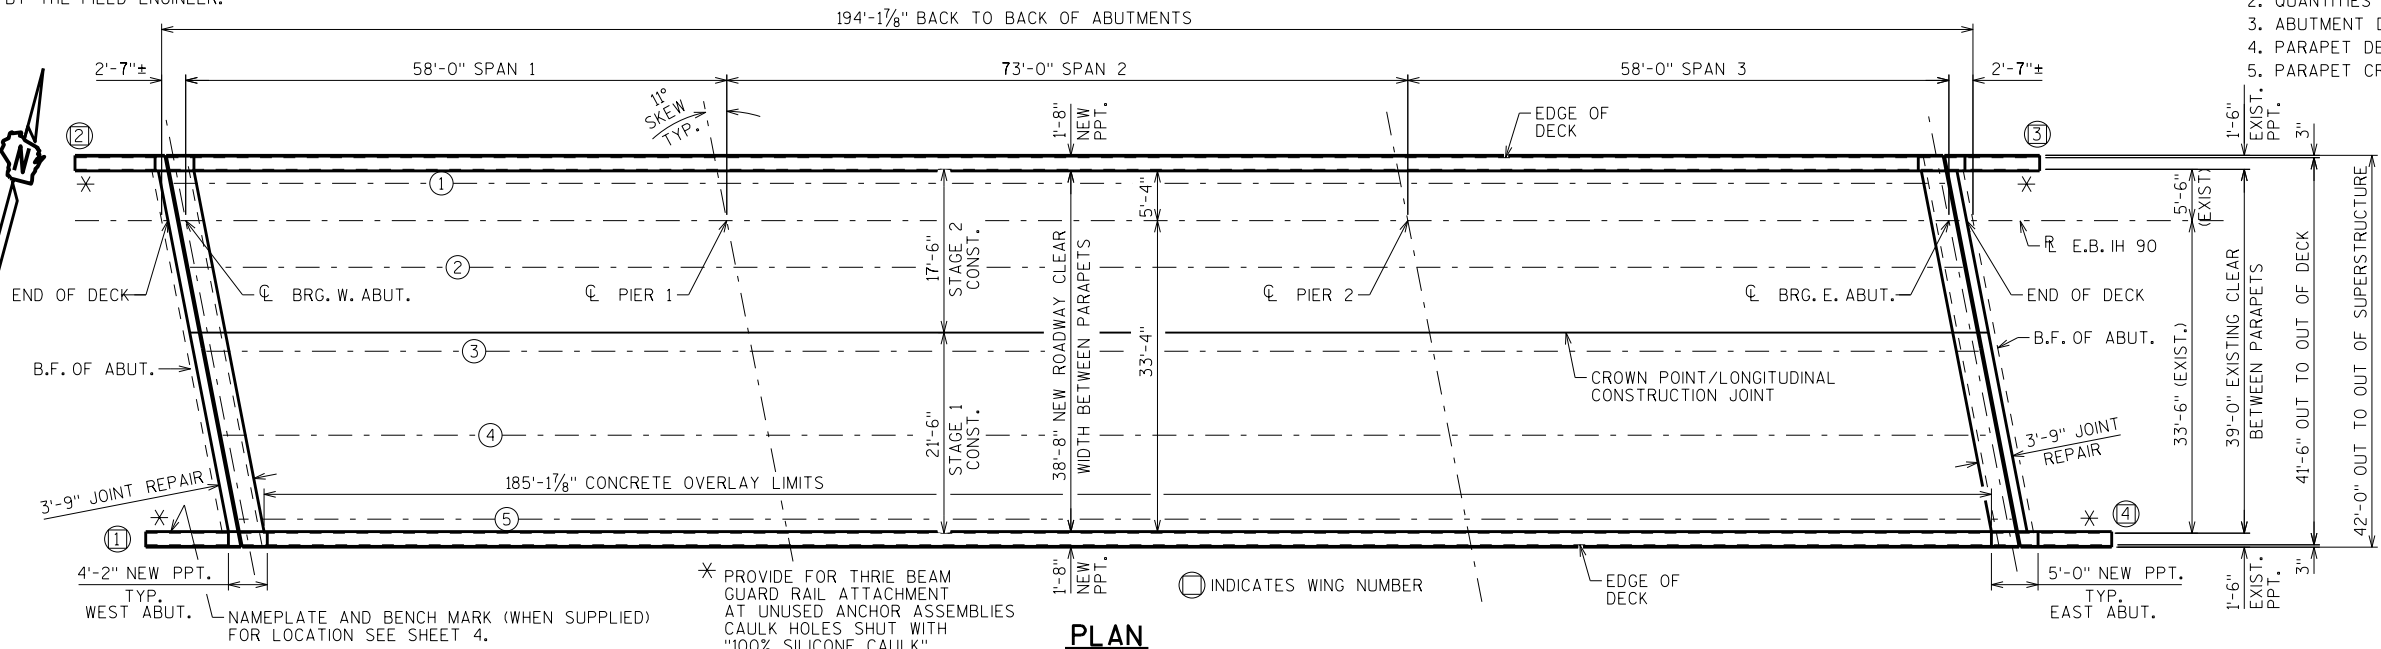 BY THE FIELD ENGINEER.
194'-1⅞" BACK TO BACK OF ABUTMENTS
2. QUANTITIES
3. ABUTMENT D
4. PARAPET DE
5. PARAPET CR
2'-7"±
58'-0" SPAN 1
73'-0" SPAN 2
58'-0" SPAN 3
2'-7"±
11°
SKEW
TYP.
1'-8"
NEW
PPT.
EDGE OF
DECK
1'-6"
EXIST.
PPT.
3"
N
2
3
1
5'-4"
5'-6"
(EXIST)
17'-6"
STAGE 2
CONST.
2
END OF DECK
℄ BRG. W. ABUT.
℄ PIER 1
℄ PIER 2
℄ BRG. E. ABUT.
END OF DECK
E.B. IH 90
B.F. OF ABUT.
3
B.F. OF ABUT.
38'-8" NEW ROADWAY CLEAR
WIDTH BETWEEN PARAPETS
33'-4"
CROWN POINT/LONGITUDINAL
CONSTRUCTION JOINT
33'-6" (EXIST.)
39'-0" EXISTING CLEAR
BETWEEN PARAPETS
41'-6" OUT TO OUT OF DECK
42'-0" OUT TO OUT OF SUPERSTRUCTURE
21'-6"
STAGE 1
CONST.
4
3'-9" JOINT
REPAIR
3'-9" JOINT REPAIR
185'-1⅞" CONCRETE OVERLAY LIMITS
5
1
4
4'-2" NEW PPT.
TYP.
WEST ABUT.
NAMEPLATE AND BENCH MARK (WHEN SUPPLIED)
FOR LOCATION SEE SHEET 4.
* PROVIDE FOR THRIE BEAM
GUARD RAIL ATTACHMENT
AT UNUSED ANCHOR ASSEMBLIES
CAULK HOLES SHUT WITH
"100% SILICONE CAULK"
1'-8"
NEW
PPT.
INDICATES WING NUMBER
EDGE OF
DECK
5'-0" NEW PPT.
TYP.
EAST ABUT.
1'-6"
EXIST.
PPT.
3"
PLAN